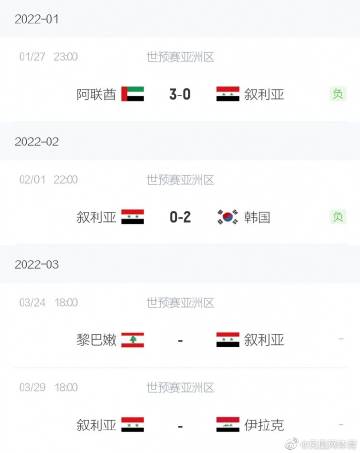 2022-01
01/27 23:00 世预赛亚洲区
阿联酋 3-0 叙利亚 负
2022-02
02/01 22:00 世预赛亚洲区
叙利亚 0-2 韩国 负
2022-03
03/24 18:00 世预赛亚洲区
黎巴嫩 - 叙利亚 -
03/29 18:00 世预赛亚洲区
叙利亚 - 伊拉克
@凤凰网体育